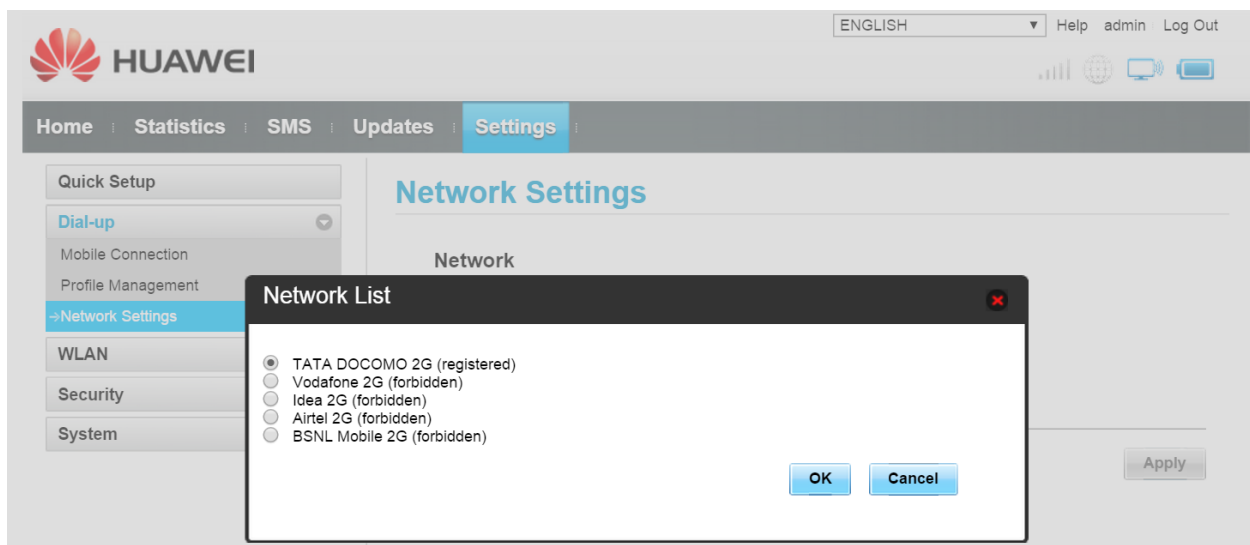 ENGLISH Help admin Log Out
HUAWEI
Home Statistics SMS Updates Settings
Quick Setup
Dial-up
Mobile Connection
Profile Management
→Network Settings
WLAN
Security
System
Network Settings
Network
Network List
TATA DOCOMO 2G (registered)
Vodafone 2G (forbidden)
Idea 2G (forbidden)
Airtel 2G (forbidden)
BSNL Mobile 2G (forbidden)
OK Cancel
Apply